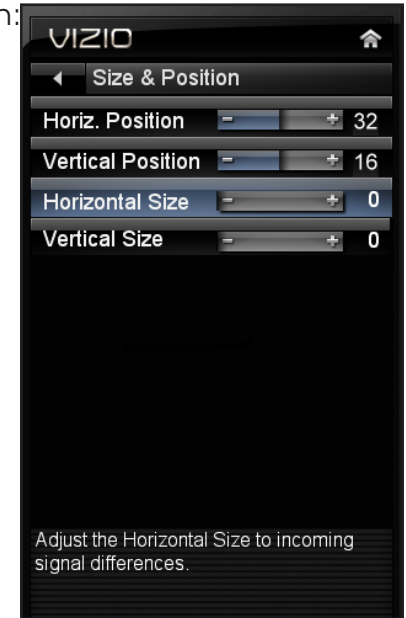 n:
VIZIO
Size & Position
Horiz. Position - + 32
Vertical Position - + 16
Horizontal Size - + 0
Vertical Size - + 0
Adjust the Horizontal Size to incoming
signal differences.